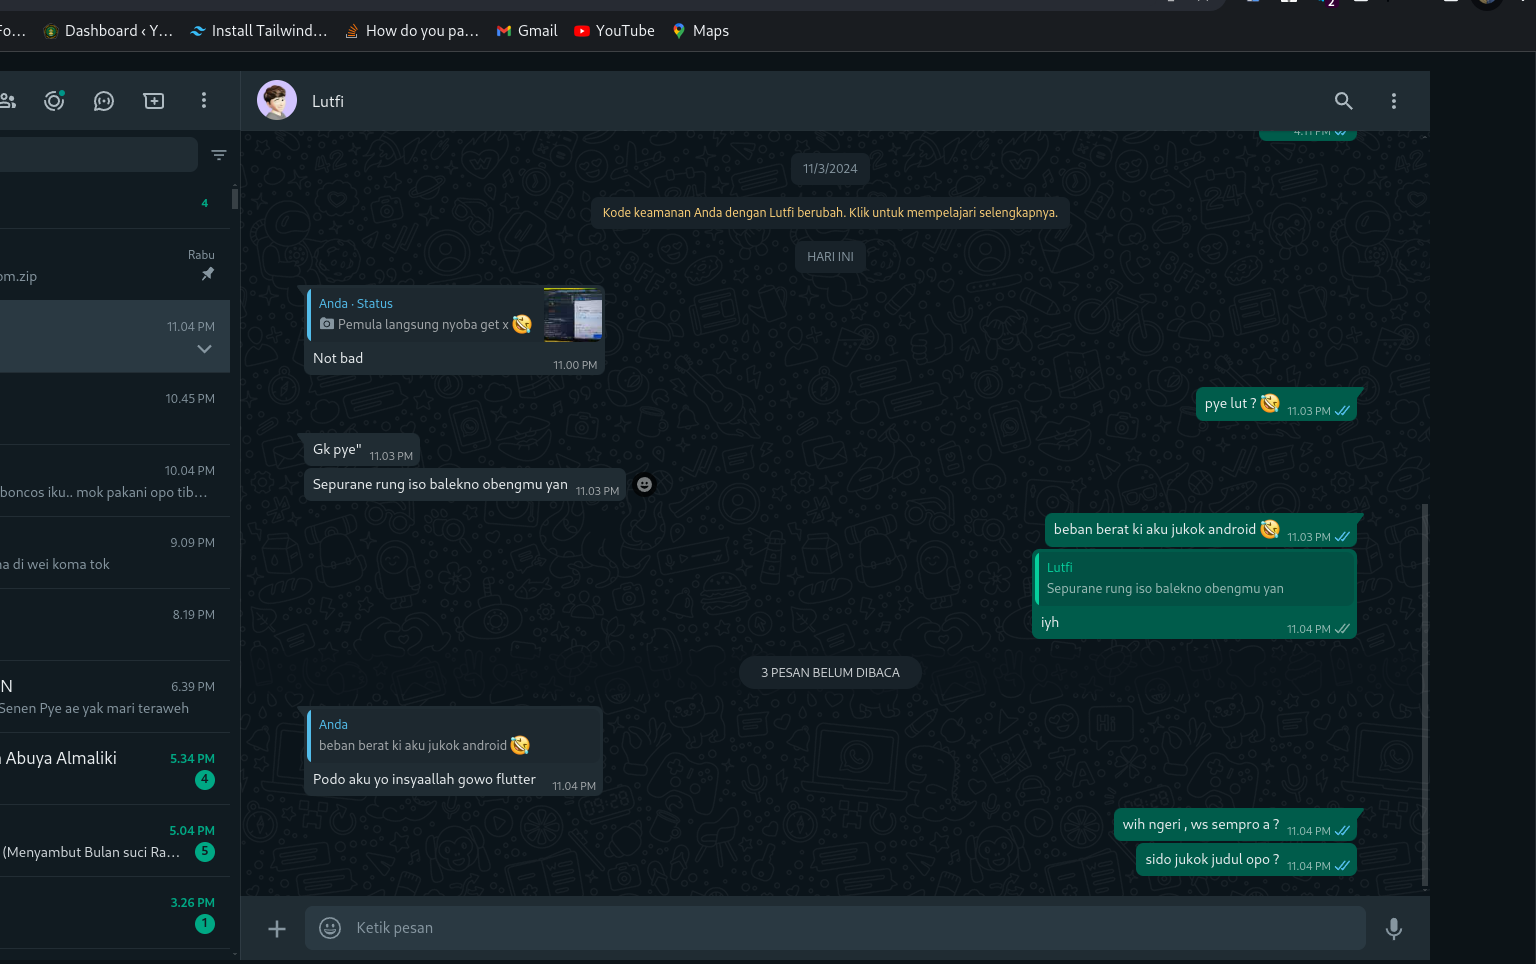 Fo...
Dashboard ‹ Y...
Install Tailwind...
How do you pa...
Gmail
YouTube
Maps
2
Lutfi
4
Rabu
om.zip
11.04 PM
10.45 PM
10.04 PM
boncos iku.. mok pakani opo tib...
9.09 PM
na di wei koma tok
8.19 PM
N
6.39 PM
Senen Pye ae yak mari teraweh
Abuya Almaliki
5.34 PM
4
5.04 PM
(Menyambut Bulan suci Ra...
5
3.26 PM
1
4.11 PM
11/3/2024
Kode keamanan Anda dengan Lutfi berubah. Klik untuk mempelajari selengkapnya.
HARI INI
Anda · Status
Pemula langsung nyoba get x 🤣
Not bad
11.00 PM
pye lut ? 🤣 11.03 PM
Gk pye" 11.03 PM
Sepurane rung iso balekno obengmu yan 11.03 PM
beban berat ki aku jukok android 🤣 11.03 PM
Lutfi
Sepurane rung iso balekno obengmu yan
iyh 11.04 PM
3 PESAN BELUM DIBACA
Anda
beban berat ki aku jukok android 🤣
Podo aku yo insyaallah gowo flutter 11.04 PM
wih ngeri , ws sempro a ? 11.04 PM
sido jukok judul opo ? 11.04 PM
Ketik pesan